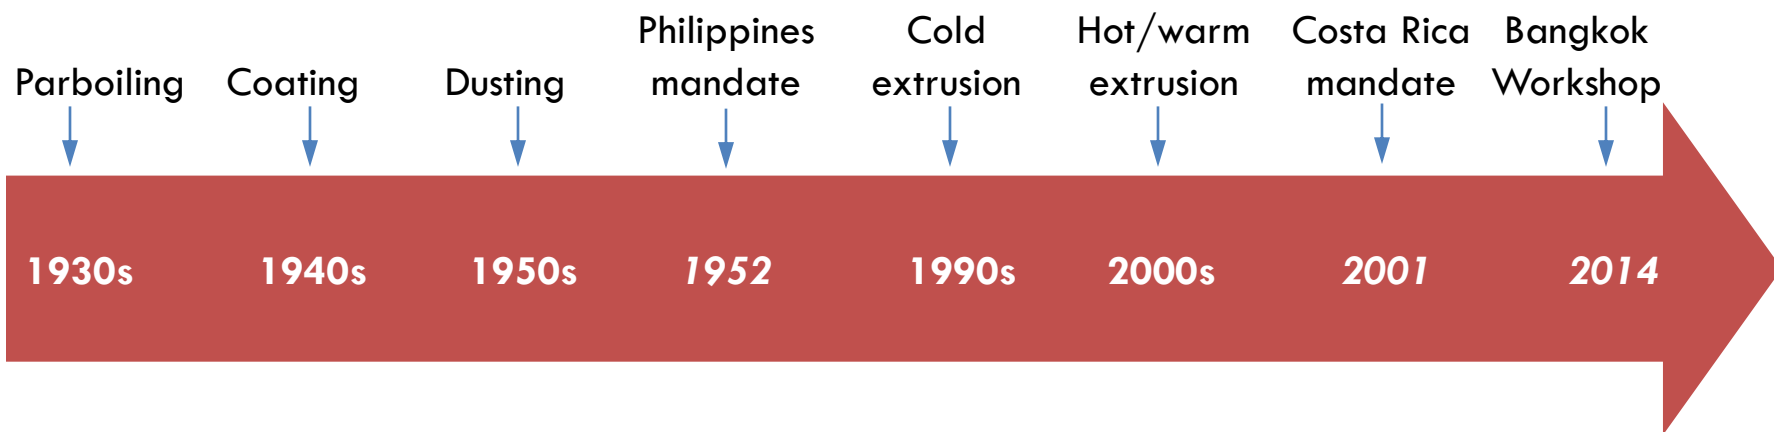 Parboiling
Coating
Dusting
Philippines
mandate
Cold
extrusion
Hot/warm
extrusion
Costa Rica
mandate
Bangkok
Workshop
1930s
1940s
1950s
1952
1990s
2000s
2001
2014